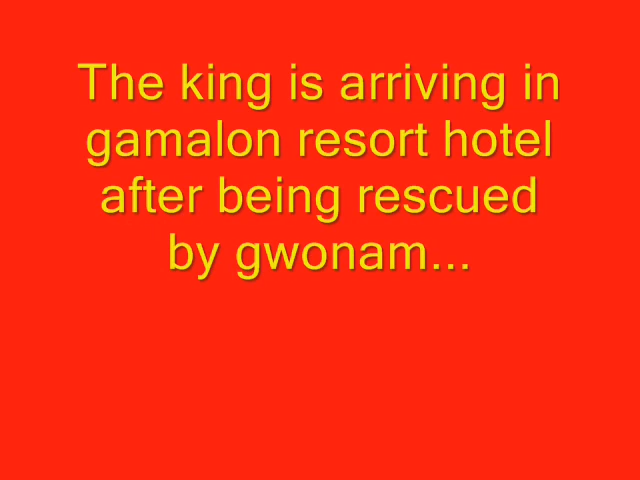 The king is arriving in
gamalon resort hotel
after being rescued
by gwonam...